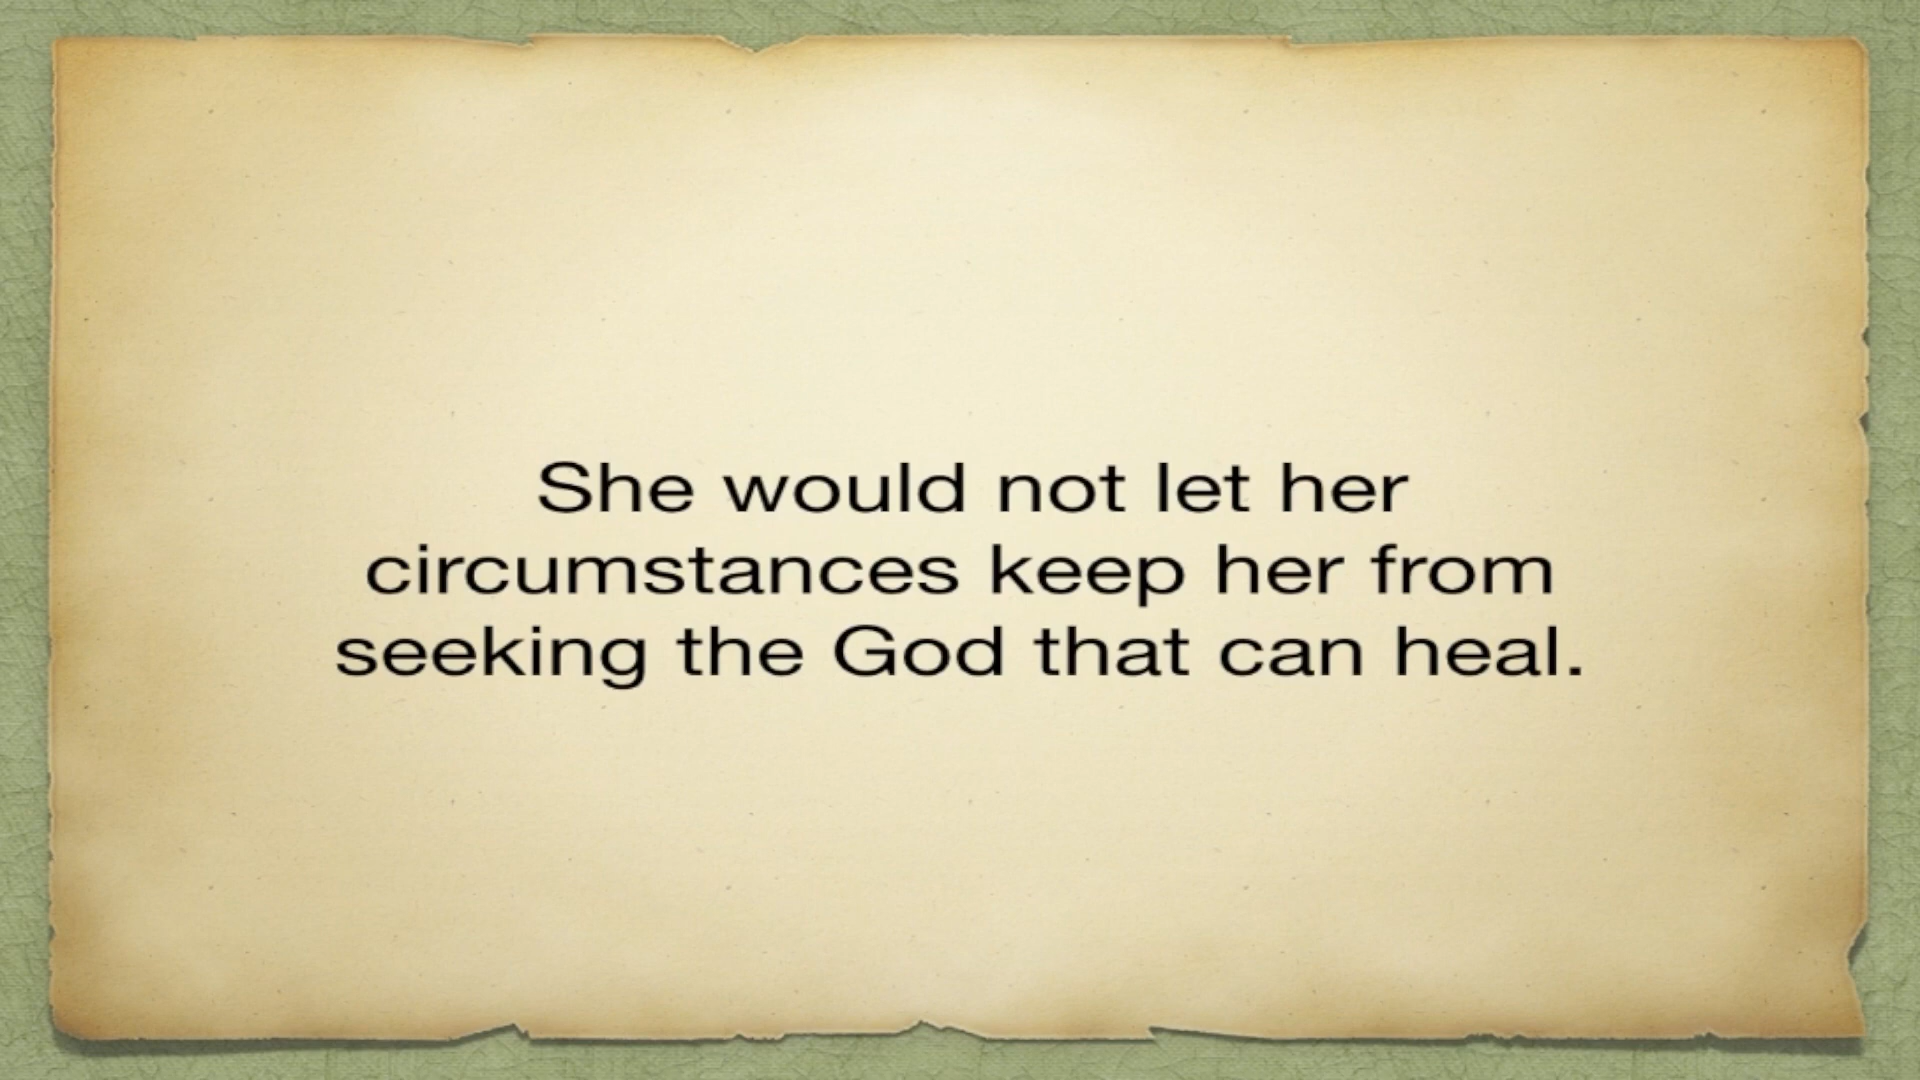 She would not let her
circumstances keep her from
seeking the God that can heal.